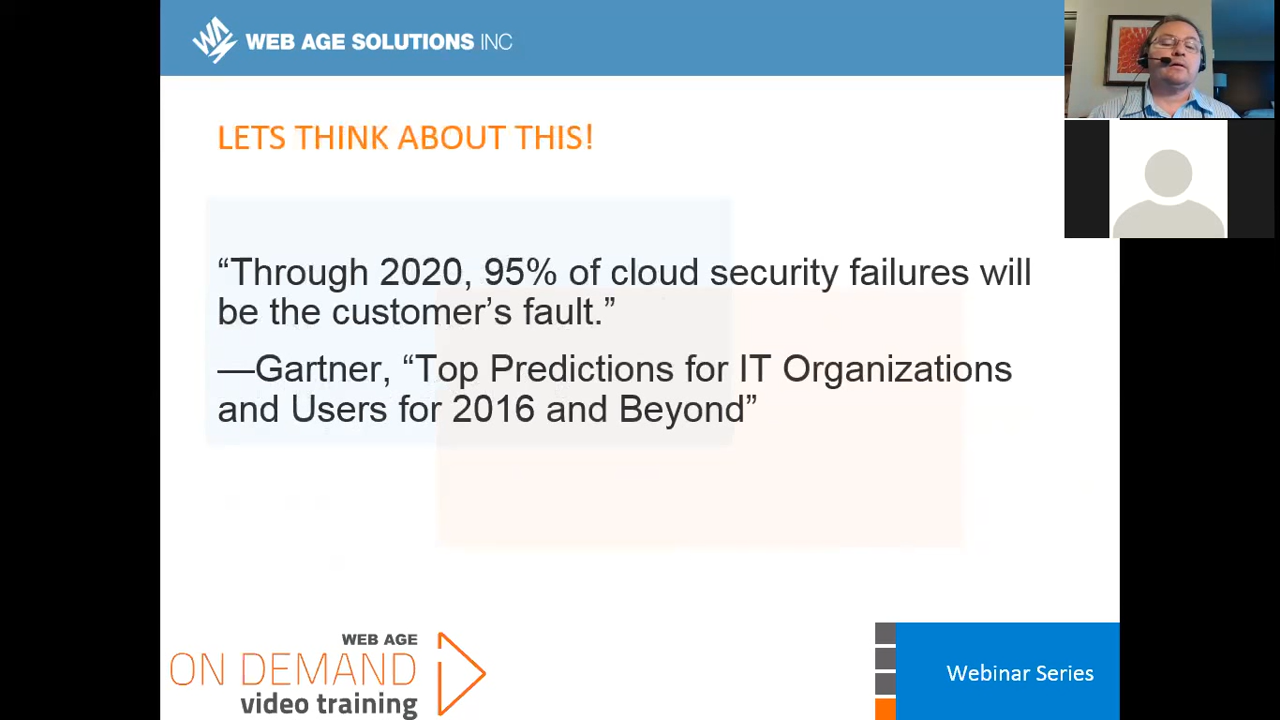 WEB AGE SOLUTIONS INC
LETS THINK ABOUT THIS!
“Through 2020, 95% of cloud security failures will
be the customer’s fault.”
—Gartner, “Top Predictions for IT Organizations
and Users for 2016 and Beyond”
WEB AGE
ON DEMAND
video training
Webinar Series